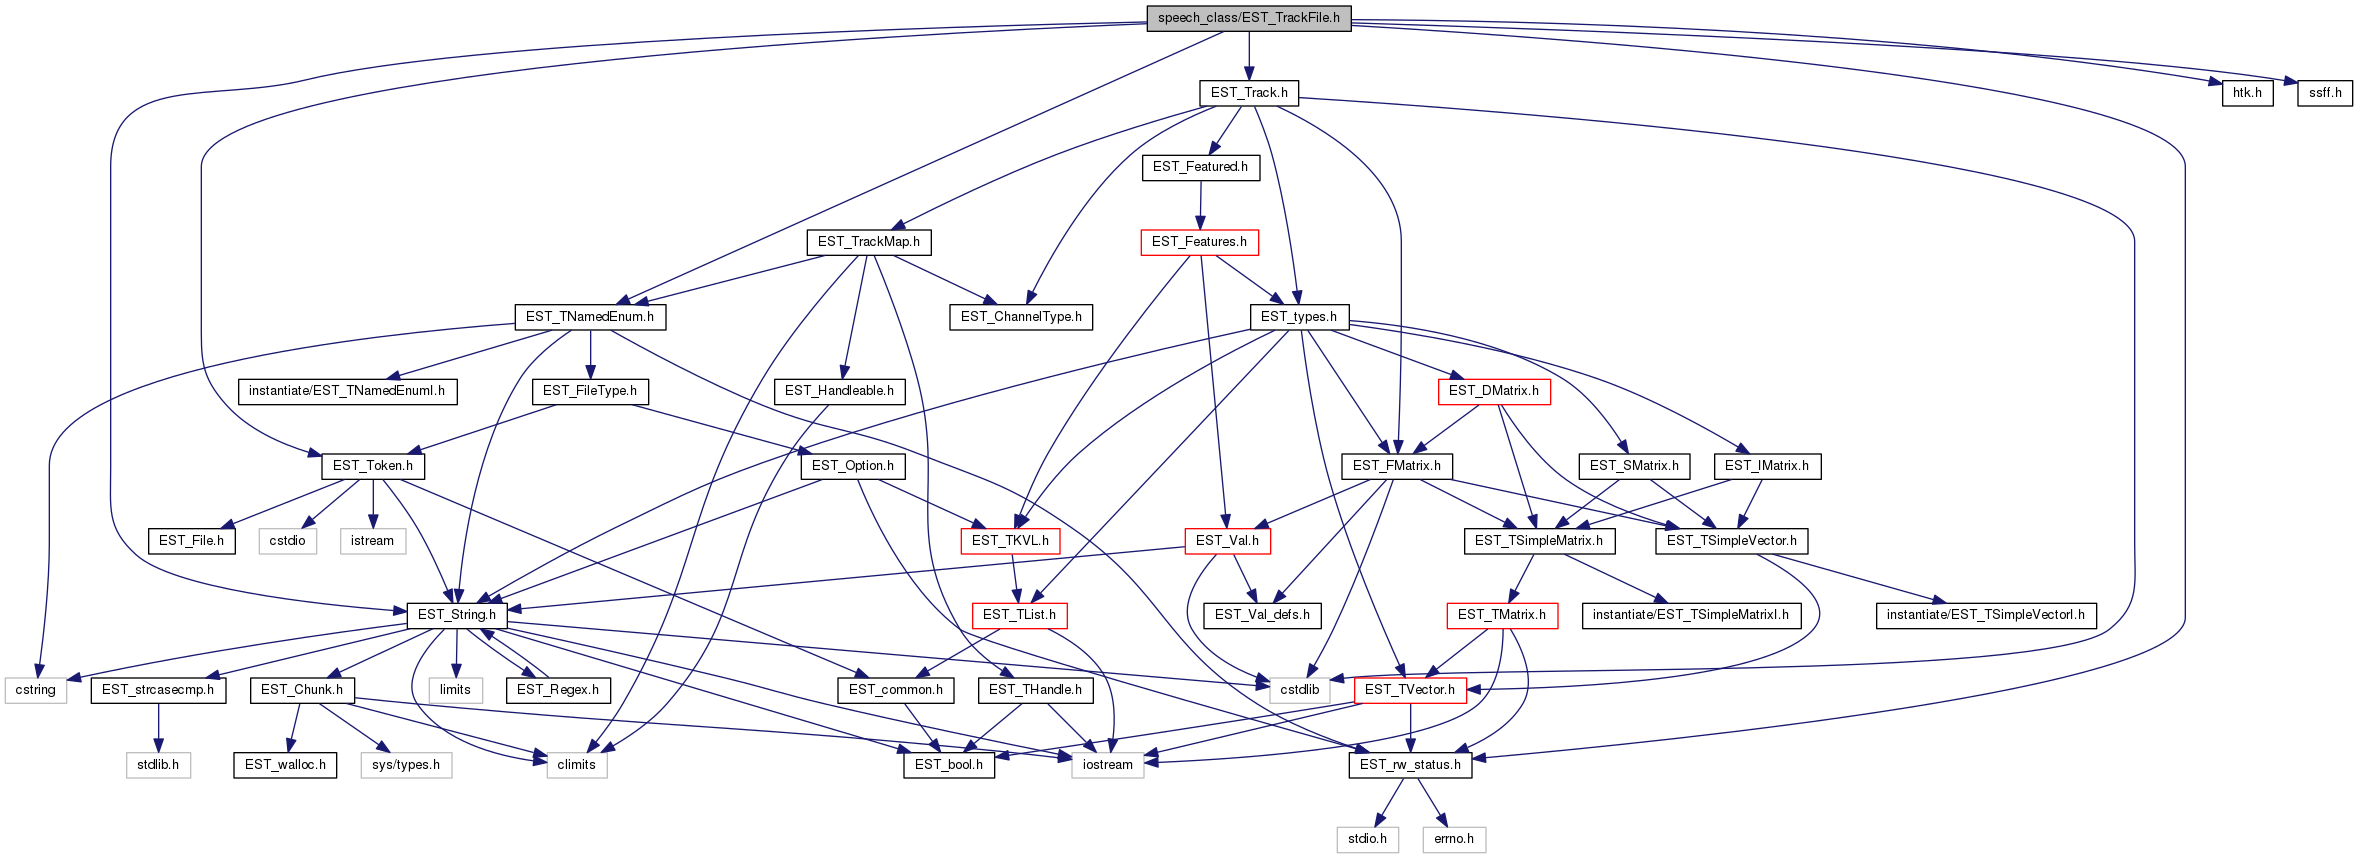 speech_class/EST_TrackFile.h
EST_Track.h
htk.h
ssff.h
EST_Featured.h
EST_TrackMap.h
EST_Features.h
EST_TNamedEnum.h
EST_ChannelType.h
EST_types.h
instantiate/EST_TNamedEnumI.h
EST_FileType.h
EST_Handleable.h
EST_DMatrix.h
EST_Token.h
EST_Option.h
EST_FMatrix.h
EST_SMatrix.h
EST_IMatrix.h
EST_File.h
cstdio
istream
EST_TKVL.h
EST_Val.h
EST_TSimpleMatrix.h
EST_TSimpleVector.h
EST_String.h
EST_TList.h
EST_Val_defs.h
EST_TMatrix.h
instantiate/EST_TSimpleMatrixI.h
instantiate/EST_TSimpleVectorI.h
cstring
EST_strcasecmp.h
EST_Chunk.h
limits
EST_Regex.h
EST_common.h
EST_THandle.h
cstdlib
EST_TVector.h
stdlib.h
EST_walloc.h
sys/types.h
climits
EST_bool.h
iostream
EST_rw_status.h
stdio.h
errno.h